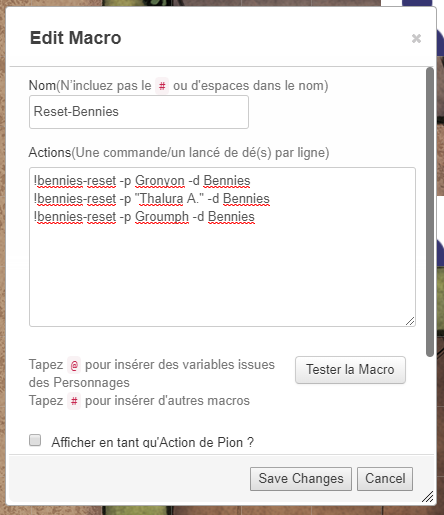 Edit Macro
×
Nom(N'incluez pas le # ou d'espaces dans le nom)
Reset-Bennies
Actions(Une commande/un lancé de dé(s) par ligne)
!bennies-reset -p Gronyon -d Bennies
!bennies-reset -p "Thalura A." -d Bennies
!bennies-reset -p Groumph -d Bennies
Tapez @ pour insérer des variables issues
des Personnages
Tapez # pour insérer d'autres macros
Tester la Macro
Afficher en tant qu'Action de Pion ?
Save Changes
Cancel